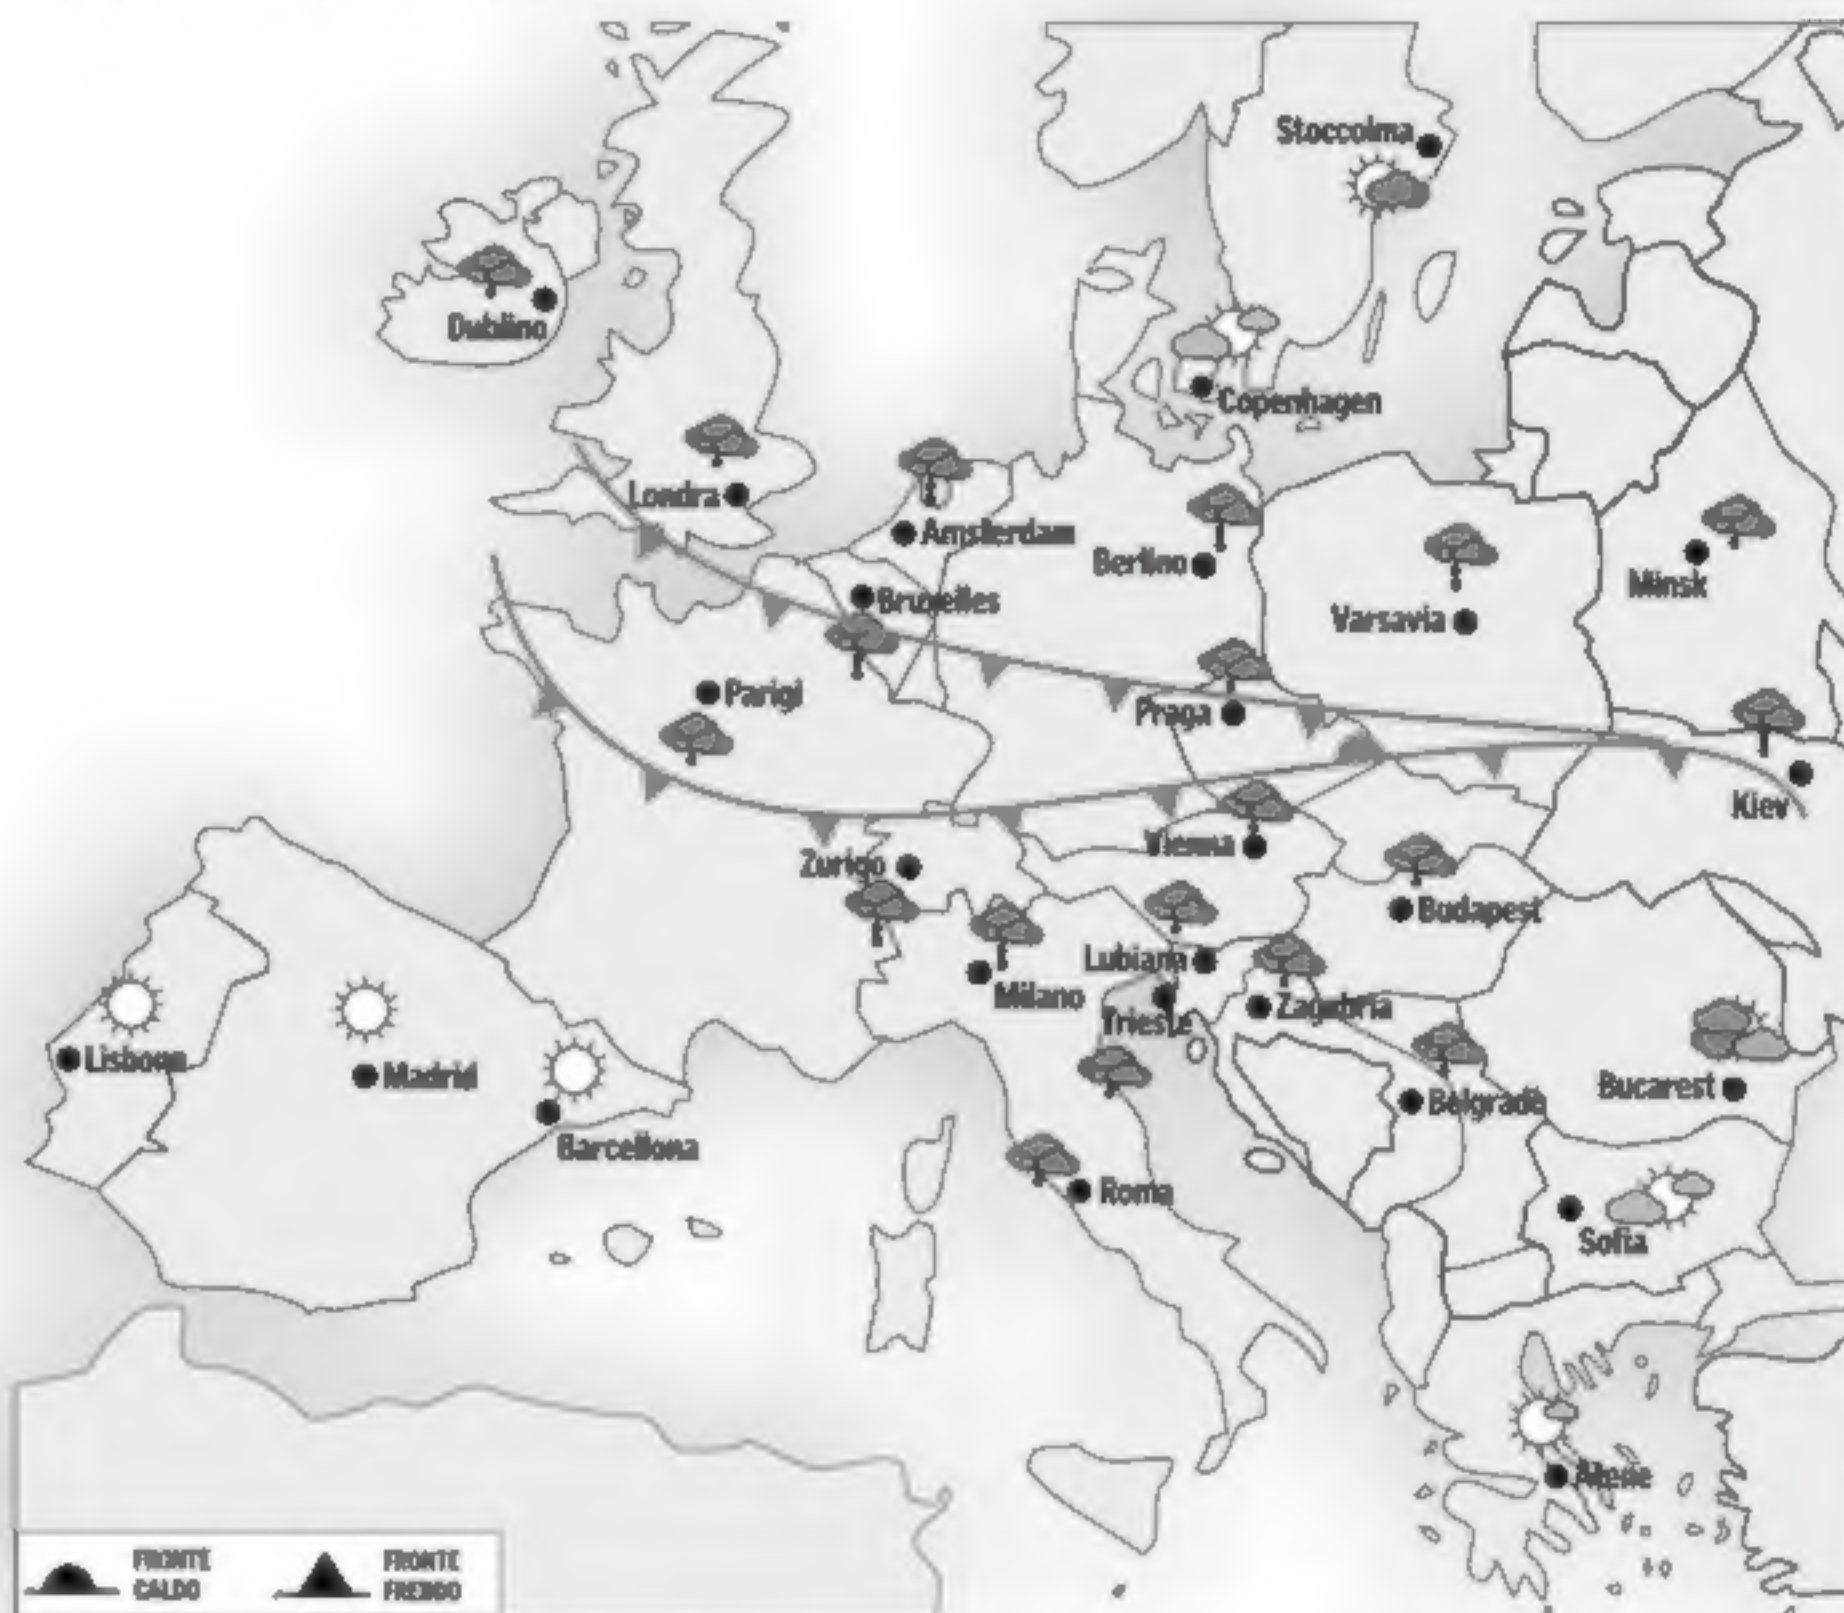 Stoccolma
Dublino
Copenhagen
Londra
Amsterdam
Berlino
Minsk
Bruxelles
Varsavia
Parigi
Praga
Kiev
Vienna
Zurigo
Budapest
Lubiana
Milano
Zagabria
Trieste
Lisbona
Madrid
Bucarest
Belgrado
Barcellona
Roma
Sofia
Atene
FRONTE
CALDO
FRONTE
FREDDO